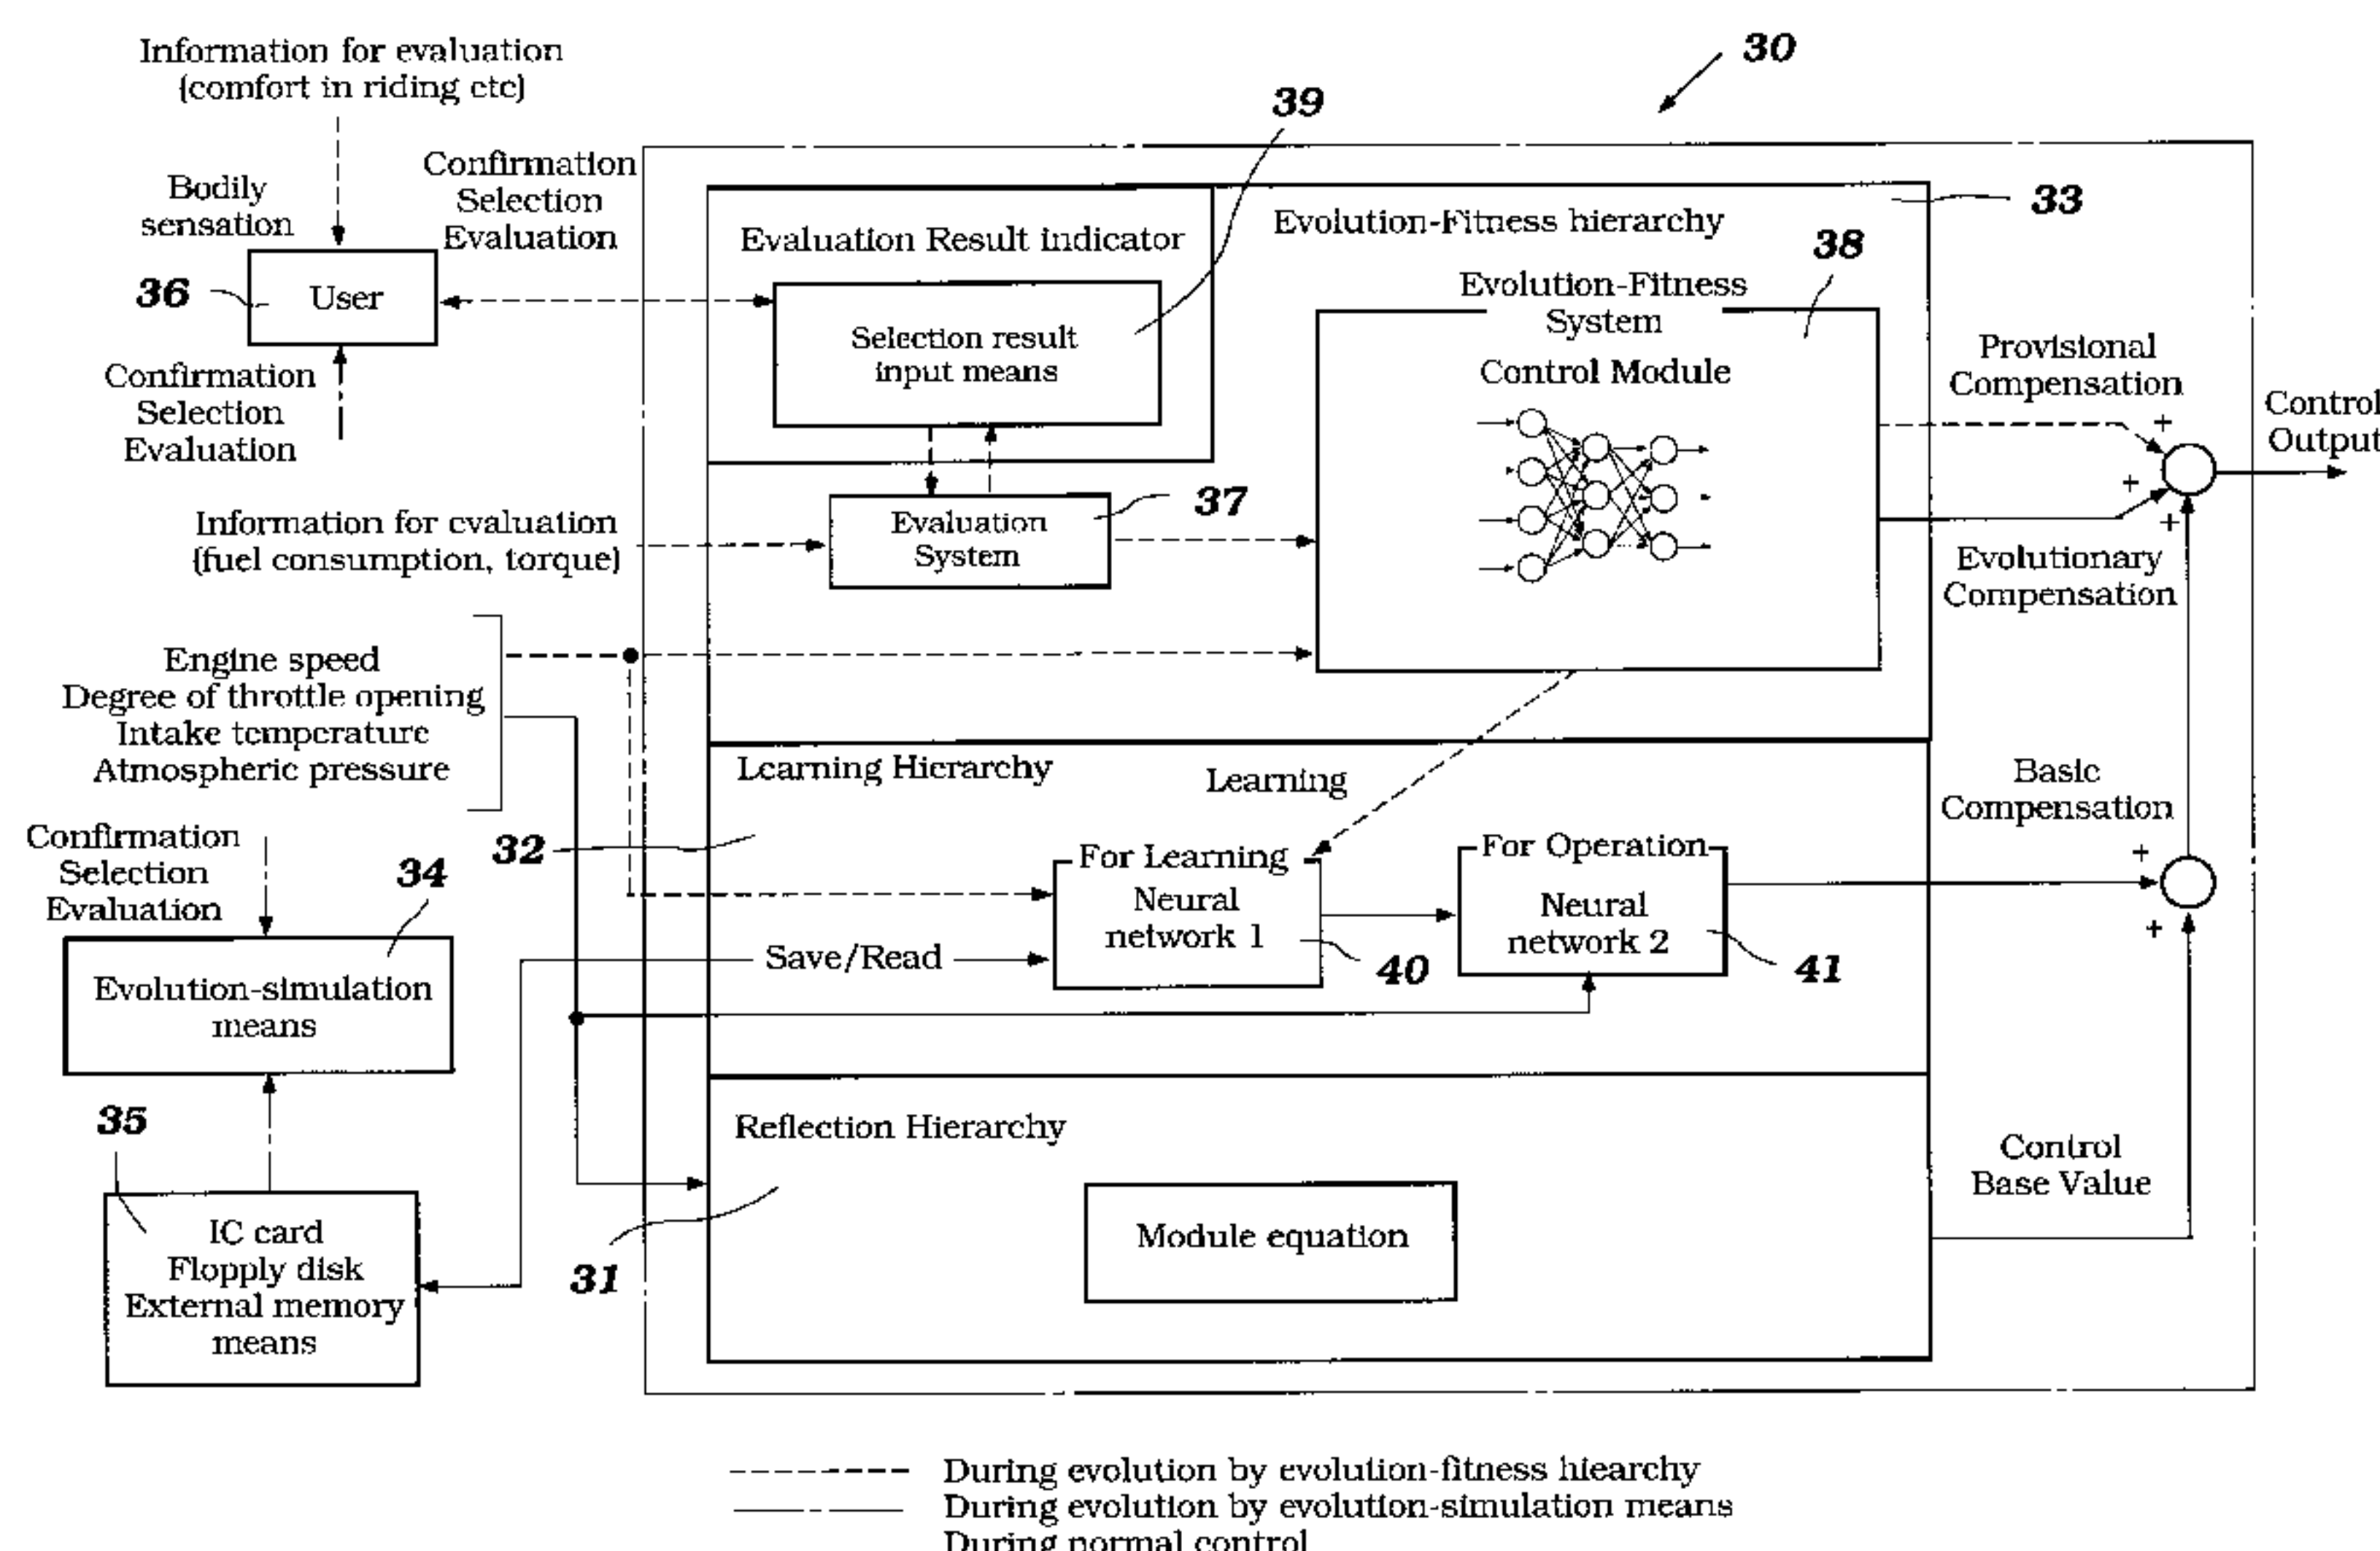 30
Information for evaluation
(comfort in riding etc)
39
Bodily
sensation
Confirmation
Selection
Evaluation
33
Evaluation Result indicator
Evolution-Fitness hierarchy
38
36
User
Selection result
input means
Evolution-Fitness
System
Control Module
Confirmation
Selection
Evaluation
Provisional
Compensation
+
Control
Output
+
+
Information for evaluation
(fuel consumption, torque)
Evaluation
System
37
Evolutionary
Compensation
Engine speed
Degree of throttle opening
Intake temperature
Atmospheric pressure
Learning Hierarchy
Learning
Basic
Compensation
Confirmation
Selection
Evaluation
34
32
For Learning
Neural
network 1
For Operation
Neural
network 2
+
+
Save/Read
40
41
Evolution-simulation
means
35
Reflection Hierarchy
Control
Base Value
IC card
Flopply disk
External memory
means
31
Module equation
During evolution by evolution-fitness hiearchy
During evolution by evolution-simulation means
During normal control